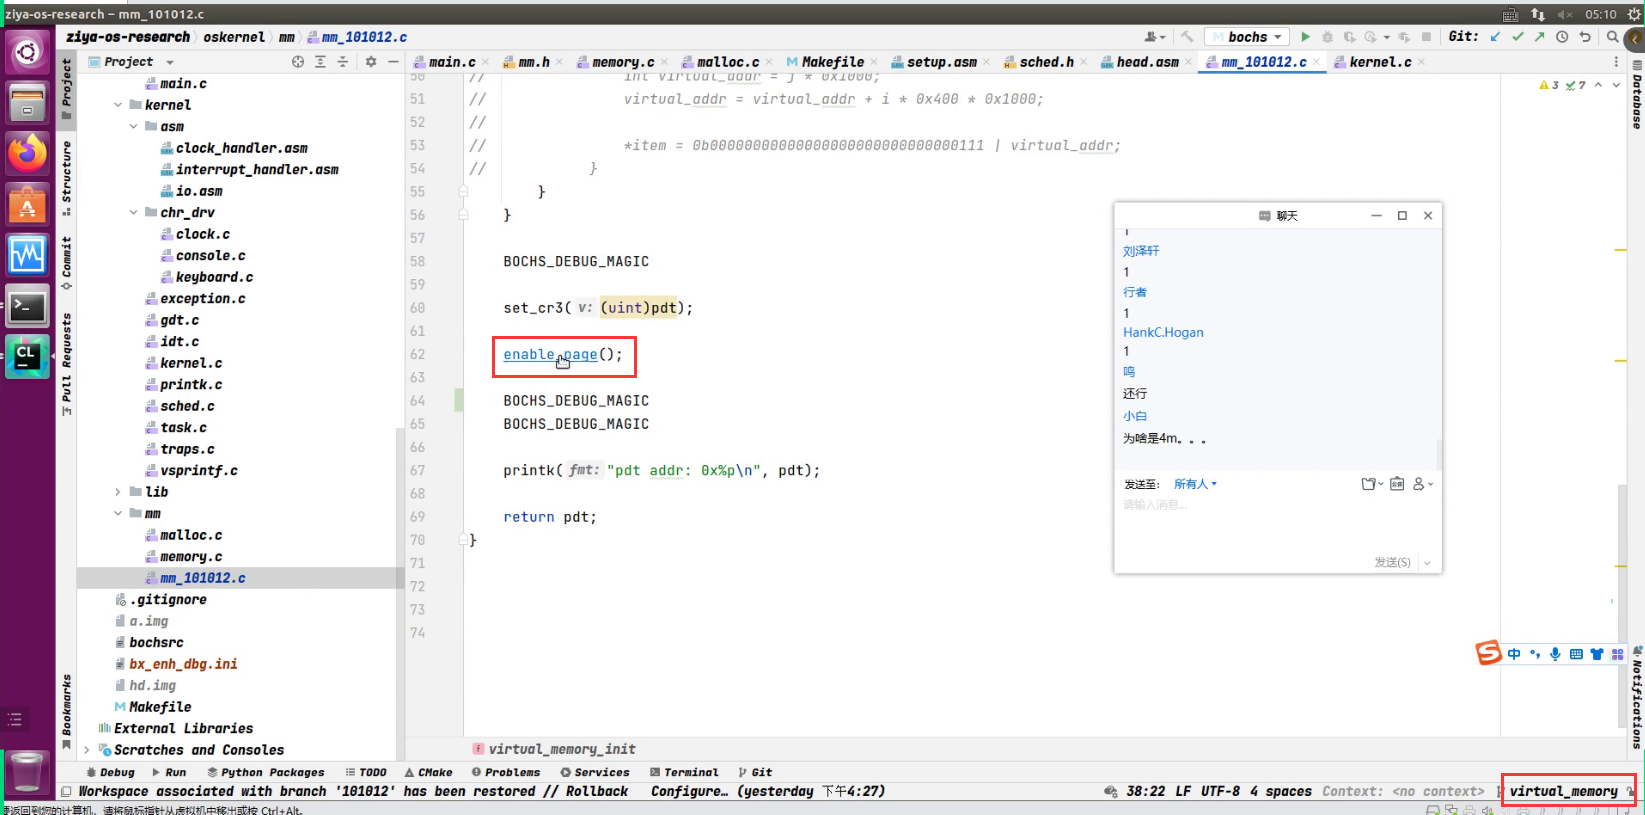 ziya-os-research – mm_101012.c
05:10
ziya-os-research › oskernel › mm › mm_101012.c
bochs
Git:
Project
main.c
mm.h
memory.c
malloc.c
Makefile
setup.asm
sched.h
head.asm
mm_101012.c
kernel.c
Project
Structure
Commit
Pull Requests
Bookmarks
main.c
kernel
asm
clock_handler.asm
interrupt_handler.asm
io.asm
chr_drv
clock.c
console.c
keyboard.c
exception.c
gdt.c
idt.c
kernel.c
printk.c
sched.c
task.c
traps.c
vsprintf.c
lib
mm
malloc.c
memory.c
mm_101012.c
.gitignore
a.img
bochsrc
bx_enh_dbg.ini
hd.img
Makefile
External Libraries
Scratches and Consoles
3 7
50 // int virtual_addr = j * 0x1000;
51 // virtual_addr = virtual_addr + i * 0x400 * 0x1000;
52 //
53 // *item = 0b00000000000000000000000000000111 | virtual_addr;
54 // }
55 }
56 }
57
58 BOCHS_DEBUG_MAGIC
59
60 set_cr3( v: (uint)pdt);
61
62 enable_page();
63
64 BOCHS_DEBUG_MAGIC
65 BOCHS_DEBUG_MAGIC
66
67 printk( fmt: "pdt addr: 0x%p\n", pdt);
68
69 return pdt;
70 }
71
72
73
74
virtual_memory_init
聊天
1
刘泽轩
1
行者
1
HankC.Hogan
1
鸣
还行
小白
为啥是4m。。。
发送至: 所有人
公告
请输入消息...
发送(S)
中
Database
Notifications
Debug
Run
Python Packages
TODO
CMake
Problems
Services
Terminal
Git
Workspace associated with branch '101012' has been restored // Rollback Configure... (yesterday 下午4:27)
38:22 LF UTF-8 4 spaces Context: <no context> virtual_memory
要返回到您的计算机，请将鼠标指针从虚拟机中移出或按 Ctrl+Alt。